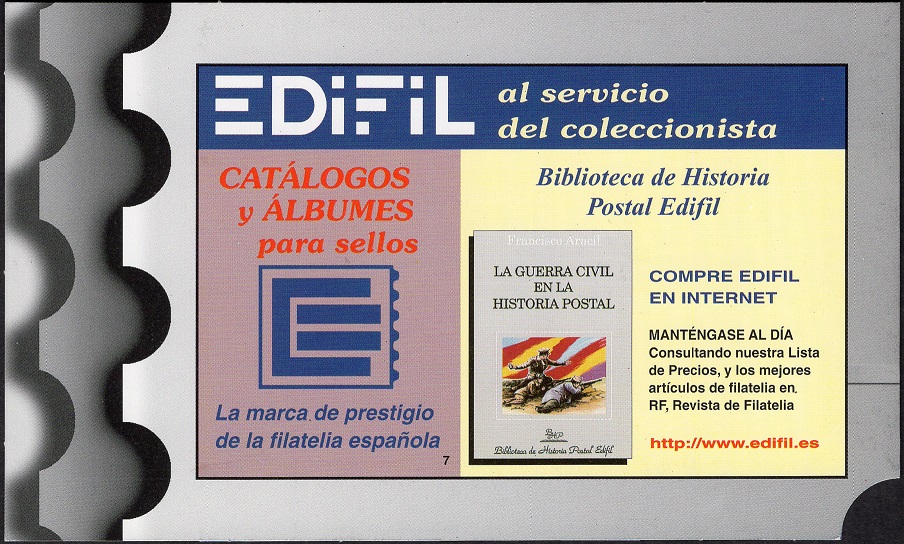 EDiFiL
al servicio
del coleccionista
CATÁLOGOS
y ÁLBUMES
para sellos
La marca de prestigio
de la filatelia española
7
Biblioteca de Historia
Postal Edifil
Francisco Aracil
LA GUERRA CIVIL
EN LA
HISTORIA POSTAL
BHP
Biblioteca de Historia Postal Edifil
COMPRE EDIFIL
EN INTERNET
MANTÉNGASE AL DÍA
Consultando nuestra Lista
de Precios, y los mejores
artículos de filatelia en
RF, Revista de Filatelia
http://www.edifil.es